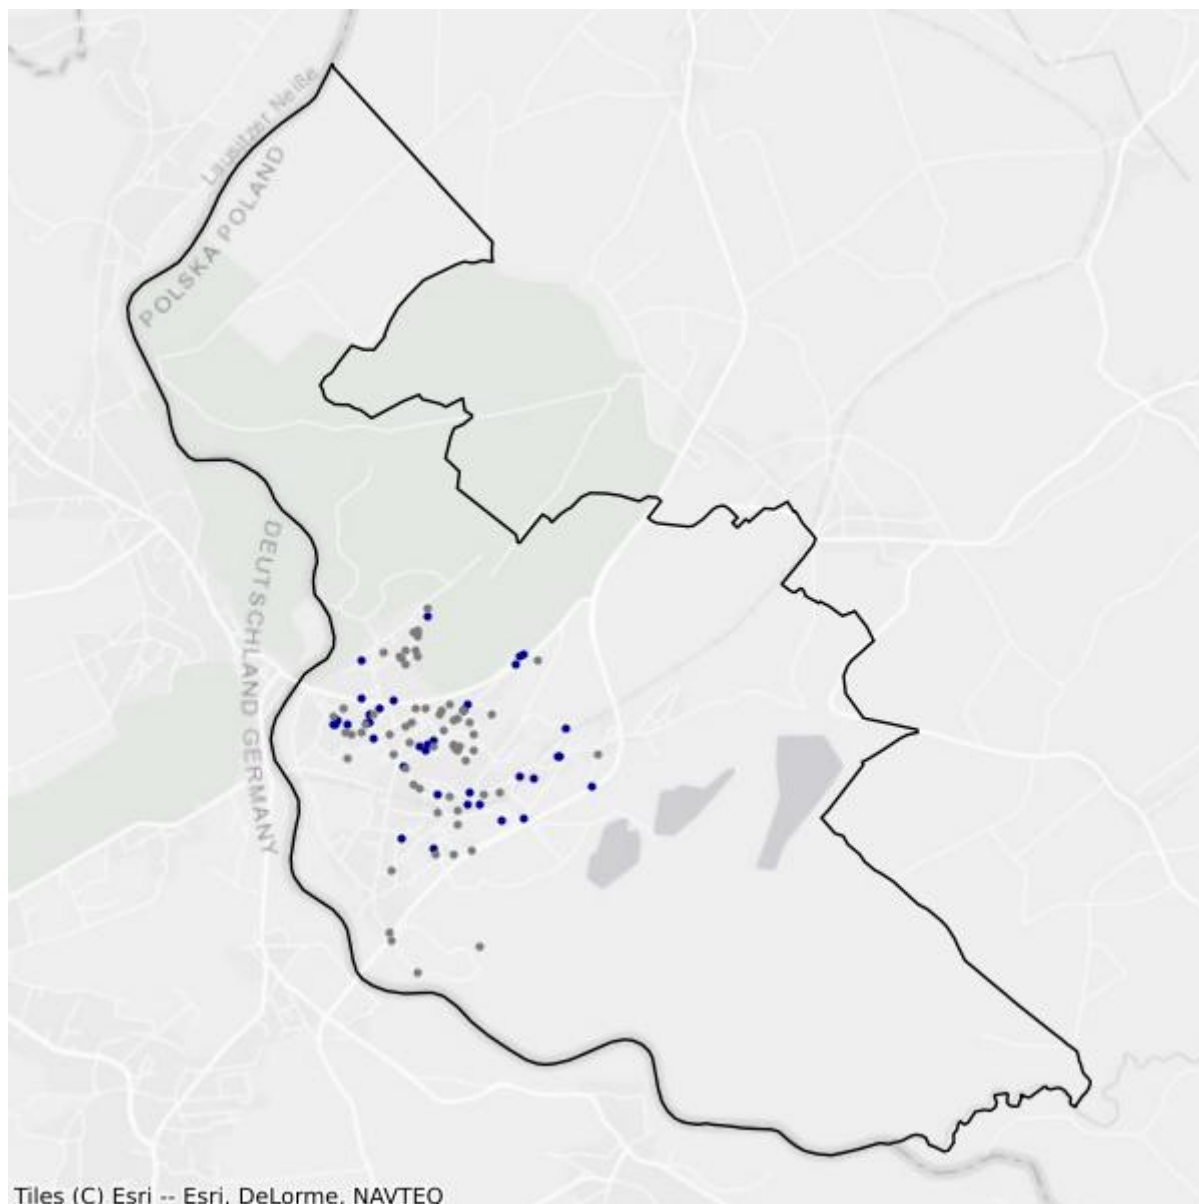 Lausitzer Neiße
POLSKA POLAND
DEUTSCHLAND GERMANY
Tiles (C) Esri -- Esri, DeLorme, NAVTEQ